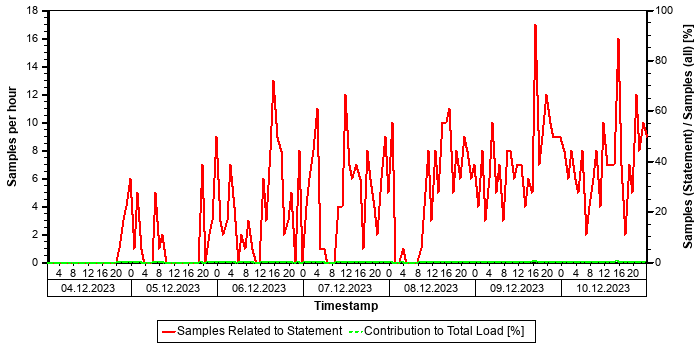 18
16
14
12
10
8
6
4
2
0
Samples per hour
100
80
60
40
20
0
Samples (Statement) / Samples (all) [%]
4 8 12 16 20 0 4 8 12 16 20 0 4 8 12 16 20 0 4 8 12 16 20 0 4 8 12 16 20 0 4 8 12 16 20 0 4 8 12 16 20
04.12.2023 05.12.2023 06.12.2023 07.12.2023 08.12.2023 09.12.2023 10.12.2023
Timestamp
Samples Related to Statement Contribution to Total Load [%]